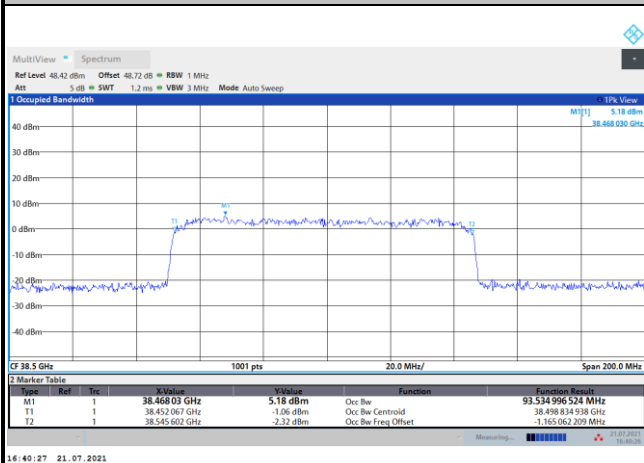 MultiView Spectrum
Ref Level 48.42 dBm Offset 48.72 dB RBW 1 MHz
Att 5 dB SWT 1.2 ms VBW 3 MHz Mode Auto Sweep
1 Occupied Bandwidth 1Pk View
M1[1] 5.18 dBm
38.468 030 GHz
40 dBm
30 dBm
20 dBm
10 dBm
M1
T1 T2
0 dBm
-10 dBm
-20 dBm
-30 dBm
-40 dBm
CF 38.5 GHz 1001 pts 20.0 MHz/ Span 200.0 MHz
2 Marker Table
Type Ref Trc X-Value Y-Value Function Function Result
M1 1 38.468 03 GHz 5.18 dBm Occ Bw 93.534 996 524 MHz
T1 1 38.452 067 GHz -1.06 dBm Occ Bw Centroid 38.498 834 938 GHz
T2 1 38.545 602 GHz -2.32 dBm Occ Bw Freq Offset -1.165 062 209 MHz
Measuring... 21.07.2021
16:40:26
16:40:27 21.07.2021